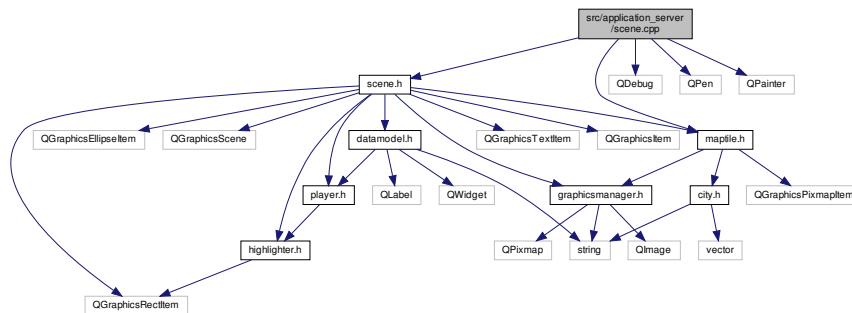 src/application_server
/scene.cpp
scene.h
QDebug
QPen
QPainter
QGraphicsEllipseItem
QGraphicsScene
datamodel.h
QGraphicsTextItem
QGraphicsItem
maptile.h
player.h
QLabel
QWidget
graphicsmanager.h
city.h
QGraphicsPixmapItem
highlighter.h
QPixmap
string
QImage
vector
QGraphicsRectItem